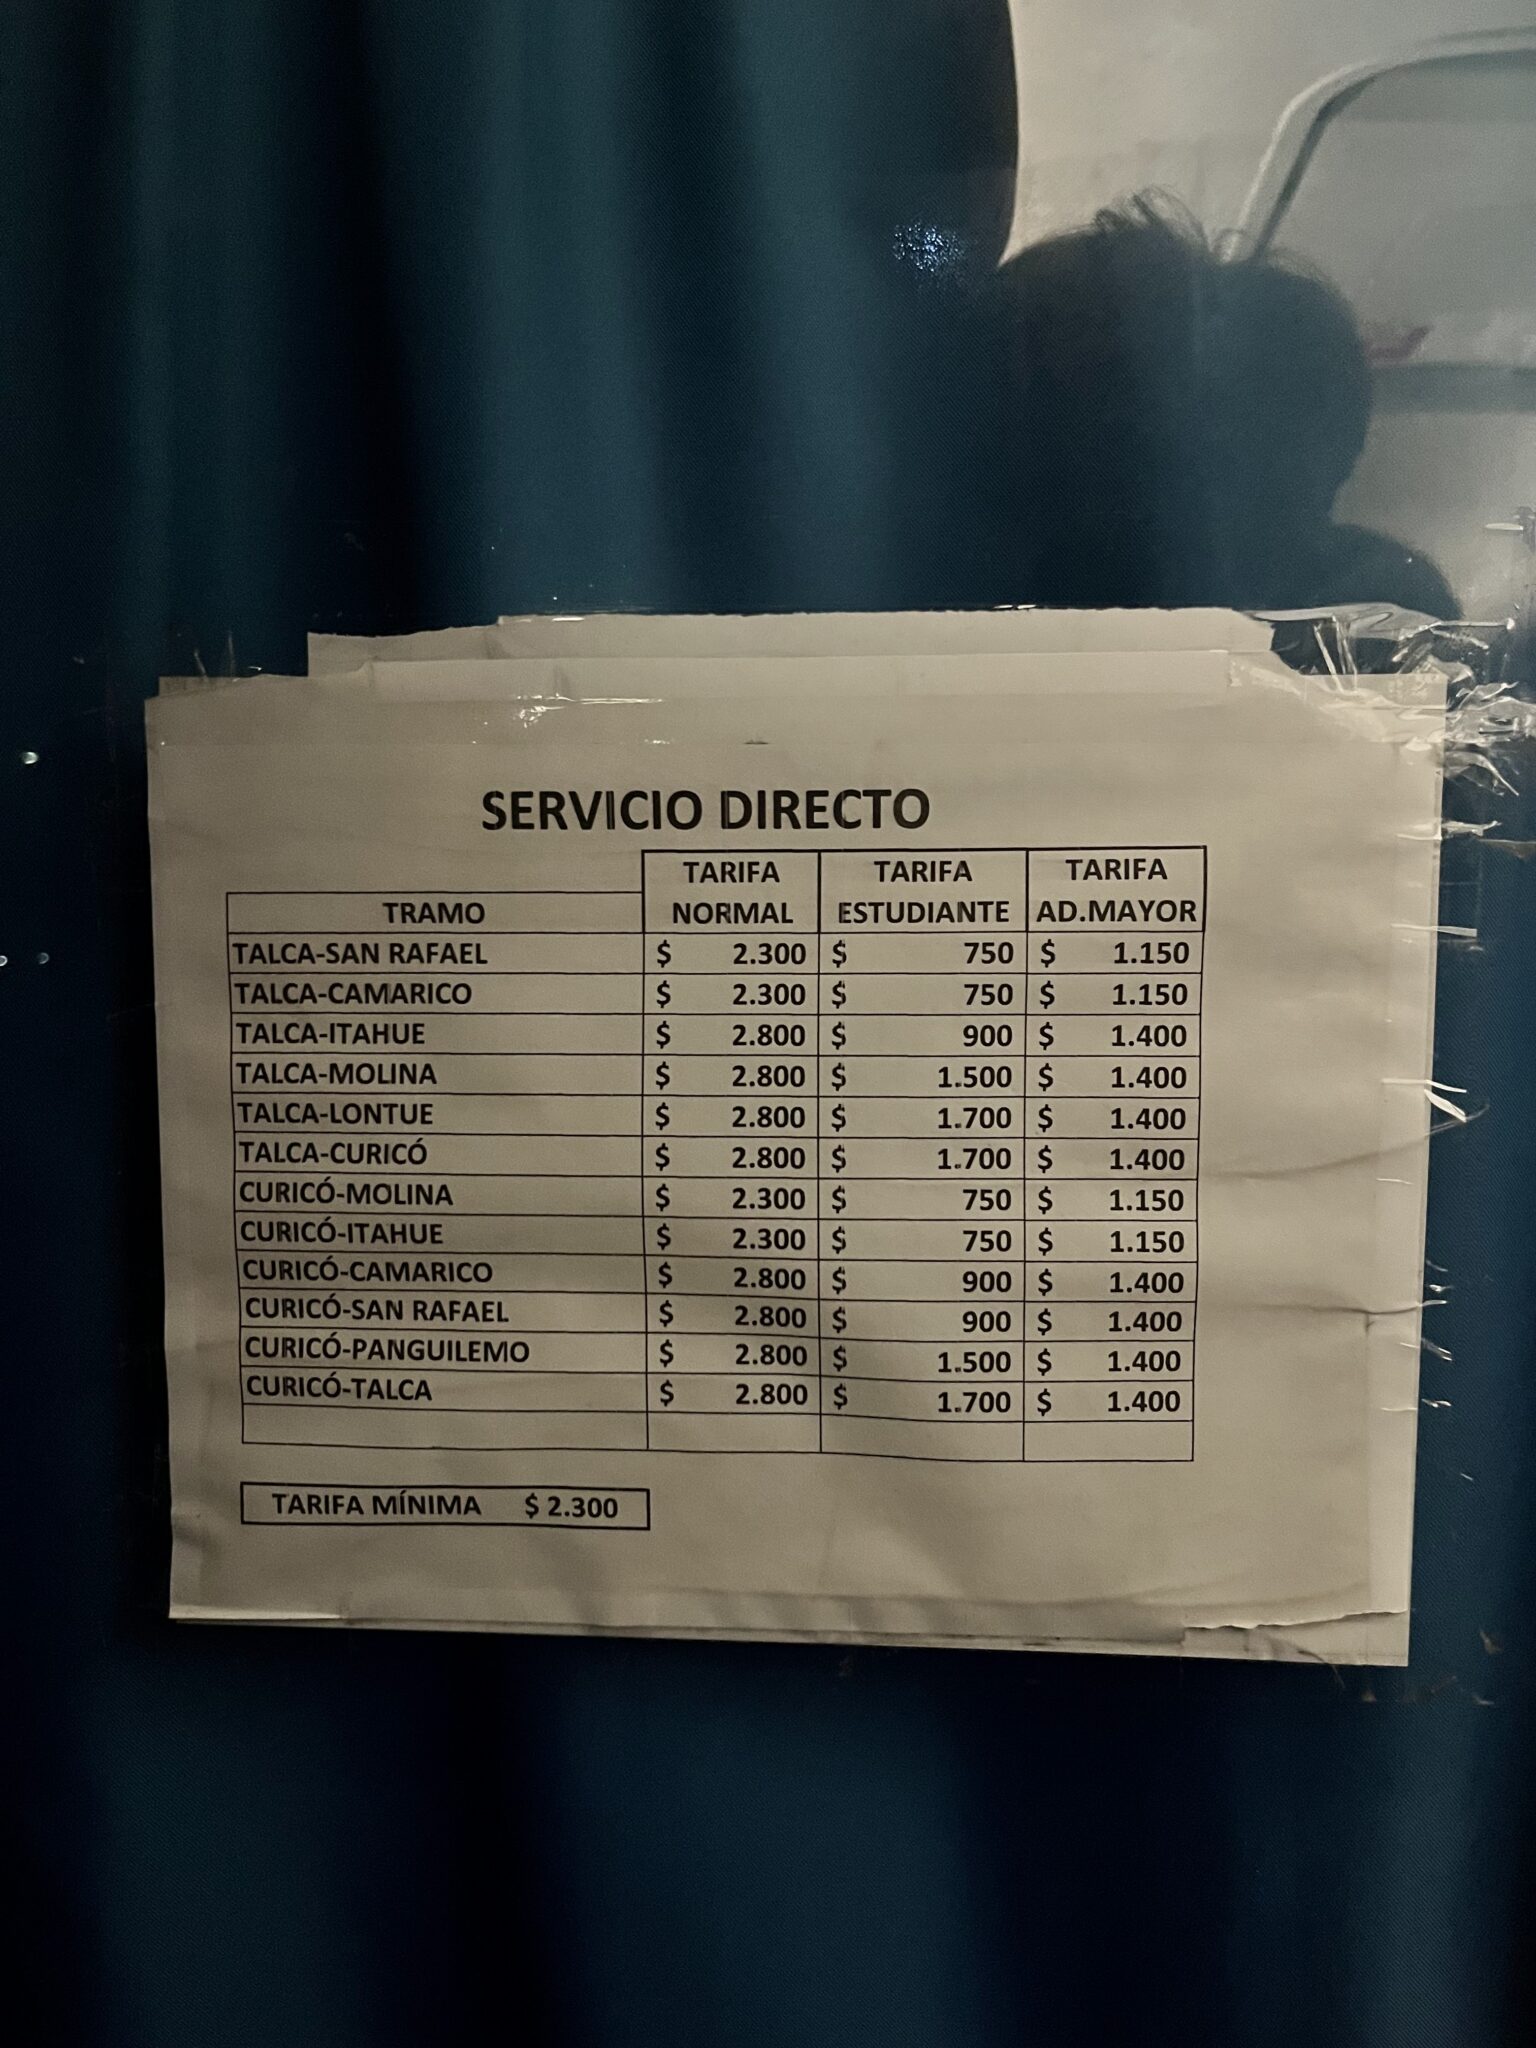 SERVICIO DIRECTO
TRAMO TARIFA NORMAL TARIFA ESTUDIANTE TARIFA AD.MAYOR
TALCA-SAN RAFAEL $ 2.300 $ 750 $ 1.150
TALCA-CAMARICO $ 2.300 $ 750 $ 1.150
TALCA-ITAHUE $ 2.800 $ 900 $ 1.400
TALCA-MOLINA $ 2.800 $ 1.500 $ 1.400
TALCA-LONTUE $ 2.800 $ 1.700 $ 1.400
TALCA-CURICÓ $ 2.800 $ 1.700 $ 1.400
CURICÓ-MOLINA $ 2.300 $ 750 $ 1.150
CURICÓ-ITAHUE $ 2.300 $ 750 $ 1.150
CURICÓ-CAMARICO $ 2.800 $ 900 $ 1.400
CURICÓ-SAN RAFAEL $ 2.800 $ 900 $ 1.400
CURICÓ-PANGUILEMO $ 2.800 $ 1.500 $ 1.400
CURICÓ-TALCA $ 2.800 $ 1.700 $ 1.400
TARIFA MÍNIMA $ 2.300